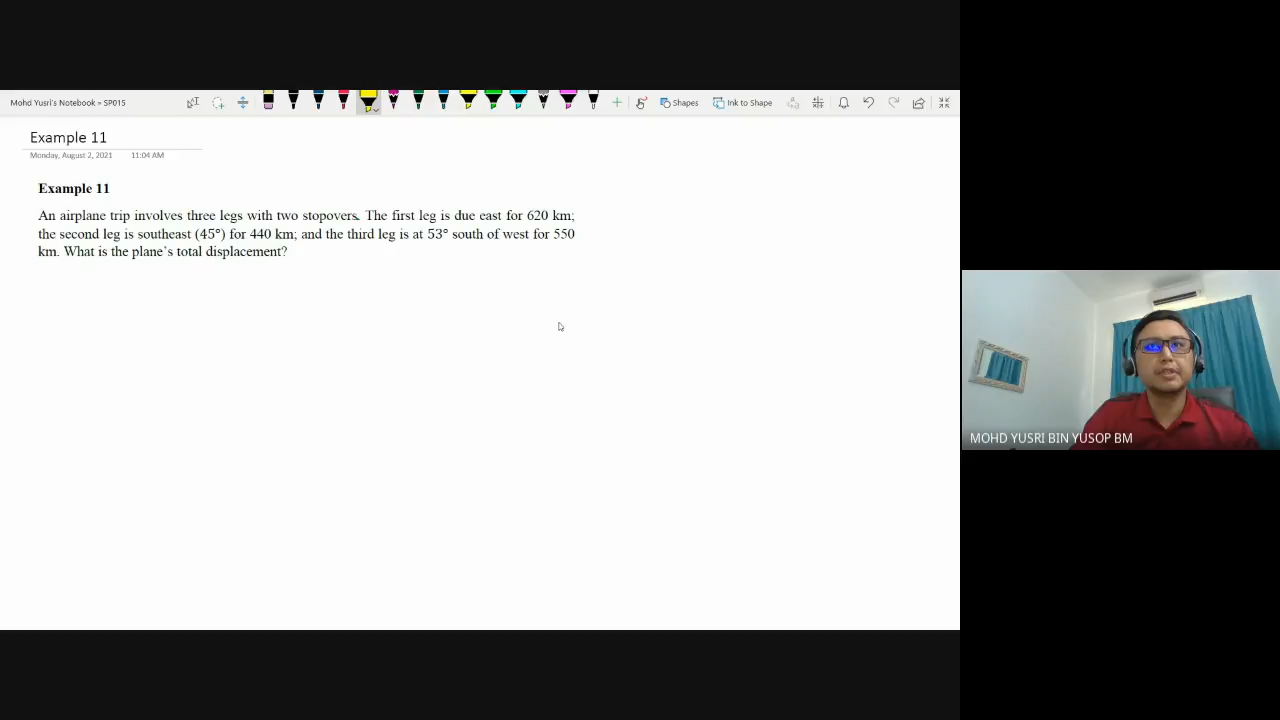 Mohd Yusri's Notebook » SP015
Shapes
Ink to Shape
Example 11
Monday, August 2, 2021 11:04 AM
Example 11
An airplane trip involves three legs with two stopovers. The first leg is due east for 620 km;
the second leg is southeast (45°) for 440 km; and the third leg is at 53° south of west for 550
km. What is the plane's total displacement?
MOHD YUSRI BIN YUSOP BM